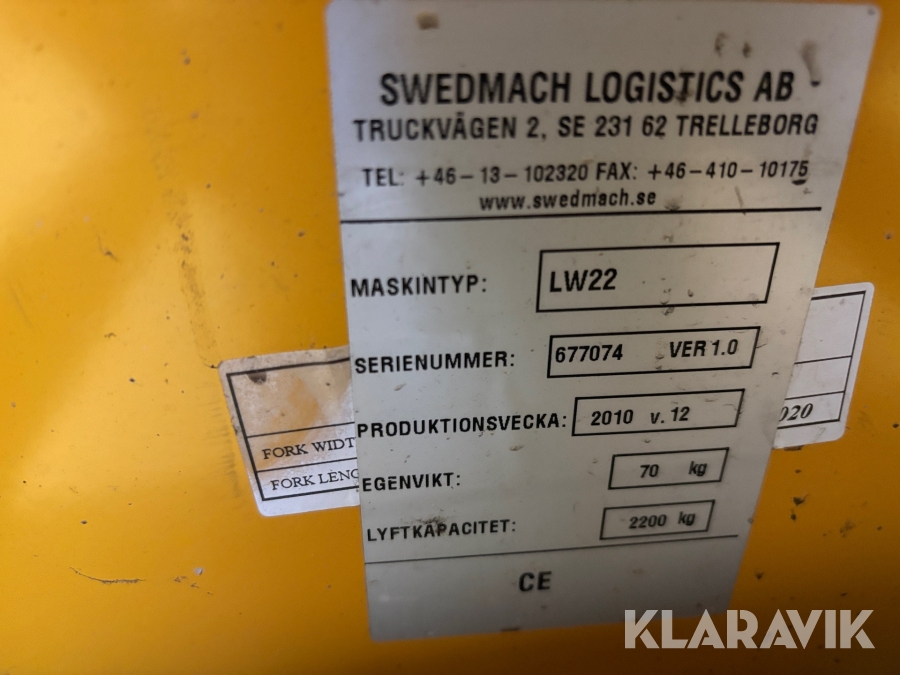 SWEDMACH LOGISTICS AB
TRUCKVÄGEN 2, SE 231 62 TRELLEBORG
TEL: +46-13-102320 FAX: +46-410-10175
www.swedmach.se
MASKINTYP: LW22
SERIENUMMER: 677074 VER 1.0
PRODUKTIONSVECKA: 2010 v. 12
EGENVIKT: 70 kg
LYFTKAPACITET: 2200 kg
CE
FORK WIDT
FORK LENG
020
KLARAVIK